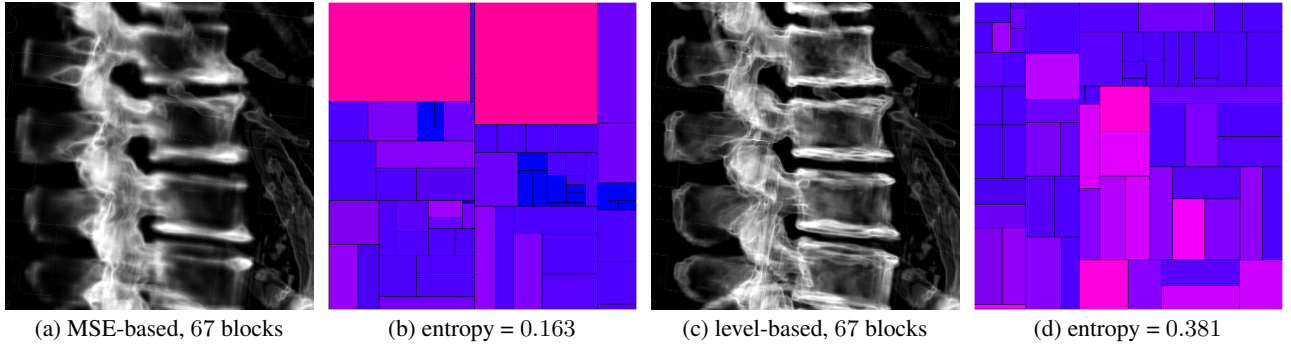 (a) MSE-based, 67 blocks
(b) entropy = 0.163
(c) level-based, 67 blocks
(d) entropy = 0.381